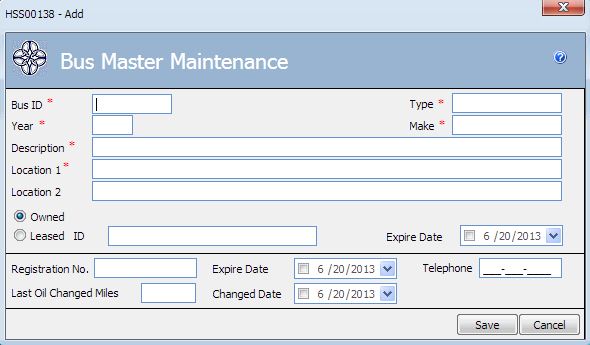 HSS00138 - Add
Bus Master Maintenance ?
Bus ID * Type *
Year * Make *
Description *
Location 1 *
Location 2
Owned
Leased ID Expire Date 6 /20/2013
Registration No. Expire Date 6 /20/2013 Telephone ___-___-____
Last Oil Changed Miles Changed Date 6 /20/2013
Save Cancel